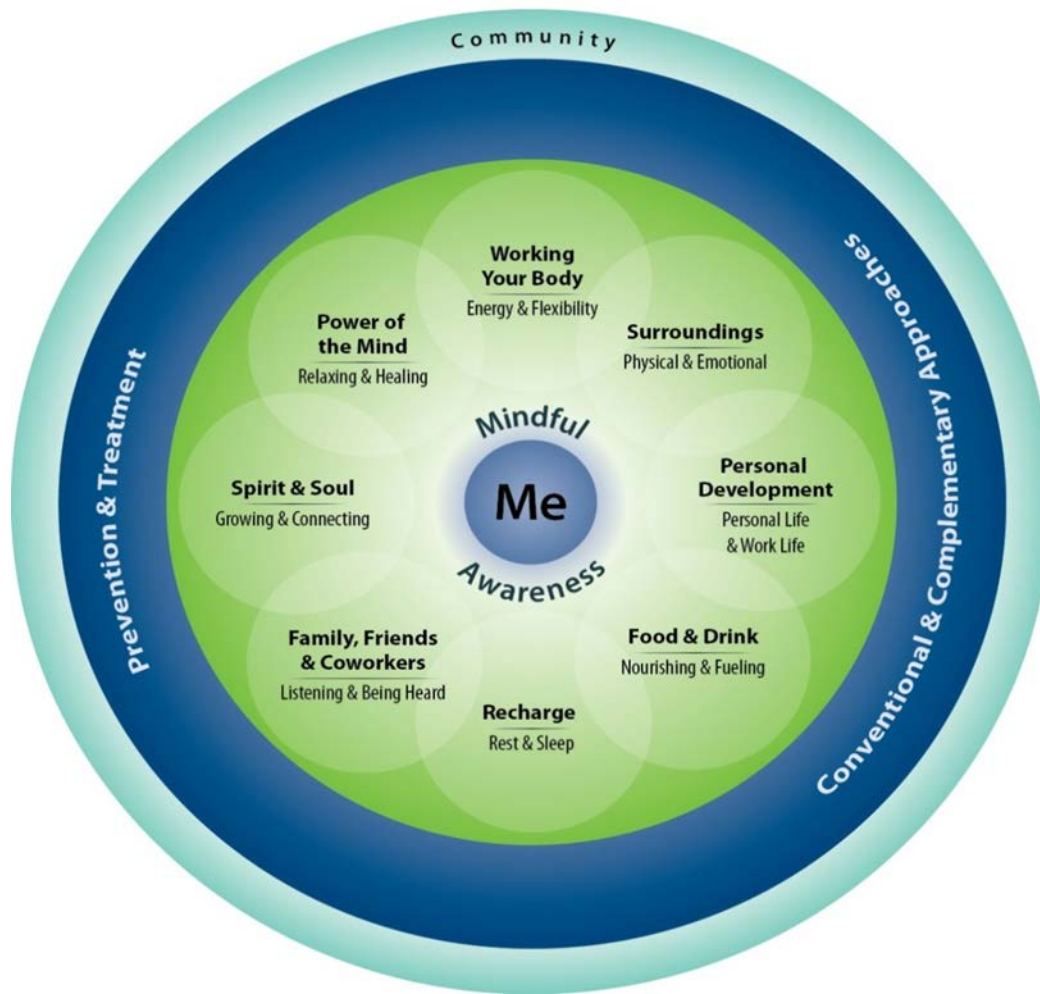 Community
Prevention & Treatment
Conventional & Complementary Approaches
Working
Your Body
Energy & Flexibility
Surroundings
Physical & Emotional
Personal
Development
Personal Life
& Work Life
Food & Drink
Nourishing & Fueling
Recharge
Rest & Sleep
Family, Friends
& Coworkers
Listening & Being Heard
Spirit & Soul
Growing & Connecting
Power of
the Mind
Relaxing & Healing
Mindful
Me
Awareness